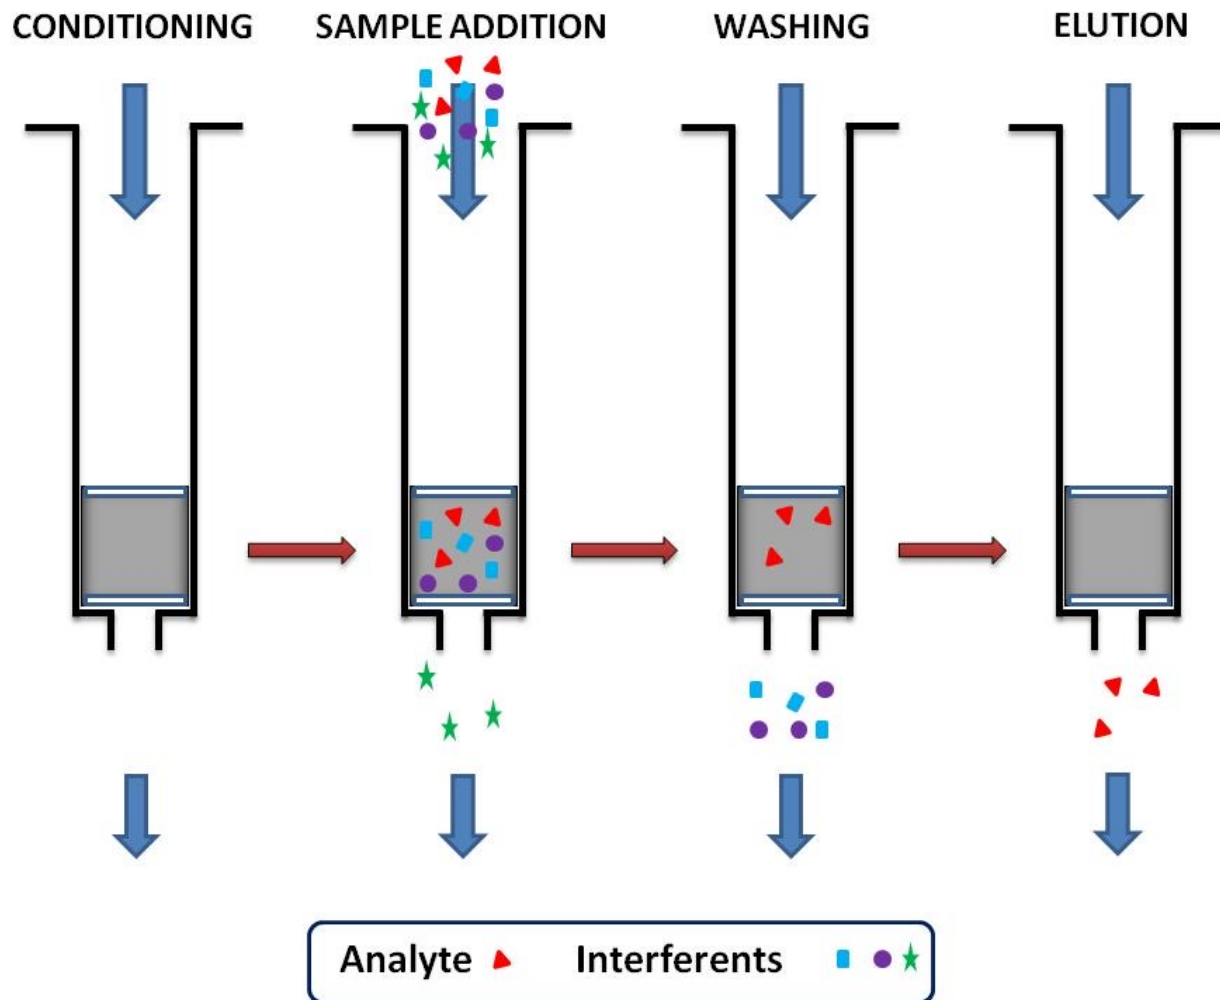 CONDITIONING
SAMPLE ADDITION
WASHING
ELUTION
Analyte
Interferents